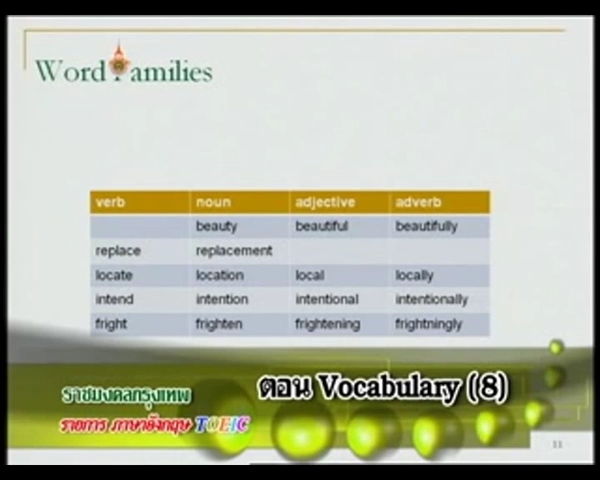 Word Families
verb noun adjective adverb
beauty beautiful beautifully
replace replacement
locate location local locally
intend intention intentional intentionally
fright frighten frightening frightningly
ตอน Vocabulary (8)
ราชมงคลกรุงเทพ
รายการ ภาษาอังกฤษ TOEIC
11